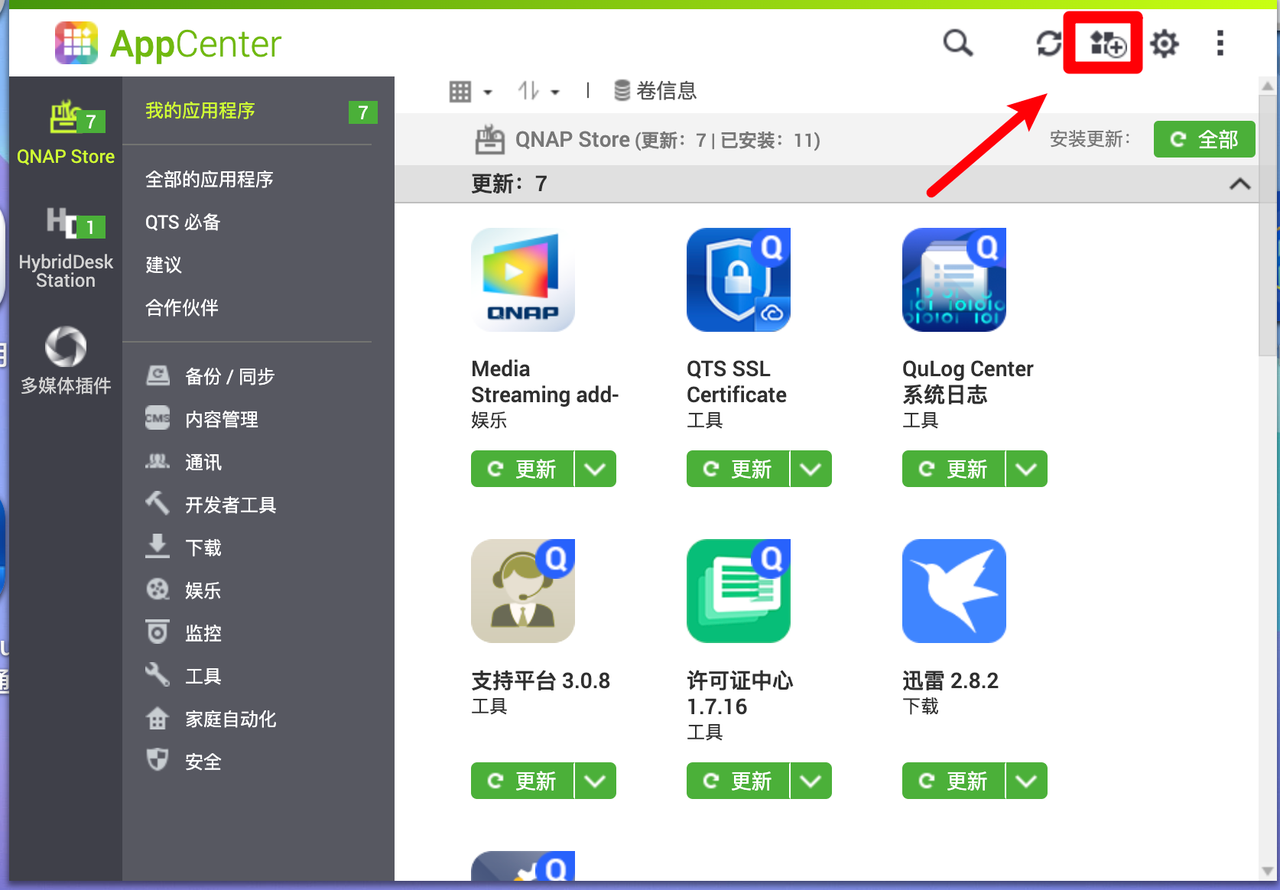 AppCenter
7
QNAP Store
HD 1
HybridDesk
Station
多媒体插件
我的应用程序 7
全部的应用程序
QTS 必备
建议
合作伙伴
备份 / 同步
CMS 内容管理
通讯
开发者工具
下载
娱乐
监控
工具
家庭自动化
安全
卷信息
QNAP Store (更新：7 | 已安装：11)
安装更新： 全部
更新：7
QNAP
Media
Streaming add-
娱乐
更新
Q
QTS SSL
Certificate
工具
更新
Q
QuLog Center
系统日志
工具
更新
Q
支持平台 3.0.8
工具
更新
Q
许可证中心
1.7.16
工具
更新
迅雷 2.8.2
下载
更新
Q